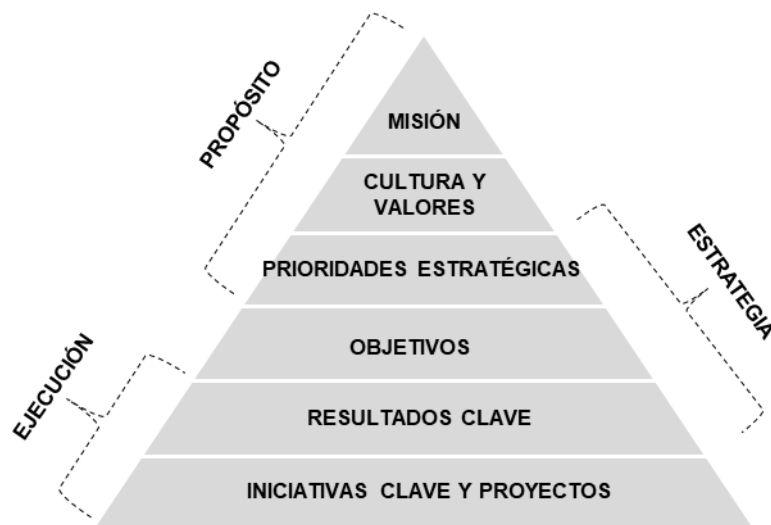 PROPÓSITO
MISIÓN
CULTURA Y
VALORES
PRIORIDADES ESTRATÉGICAS
ESTRATEGIA
OBJETIVOS
EJECUCIÓN
RESULTADOS CLAVE
INICIATIVAS CLAVE Y PROYECTOS